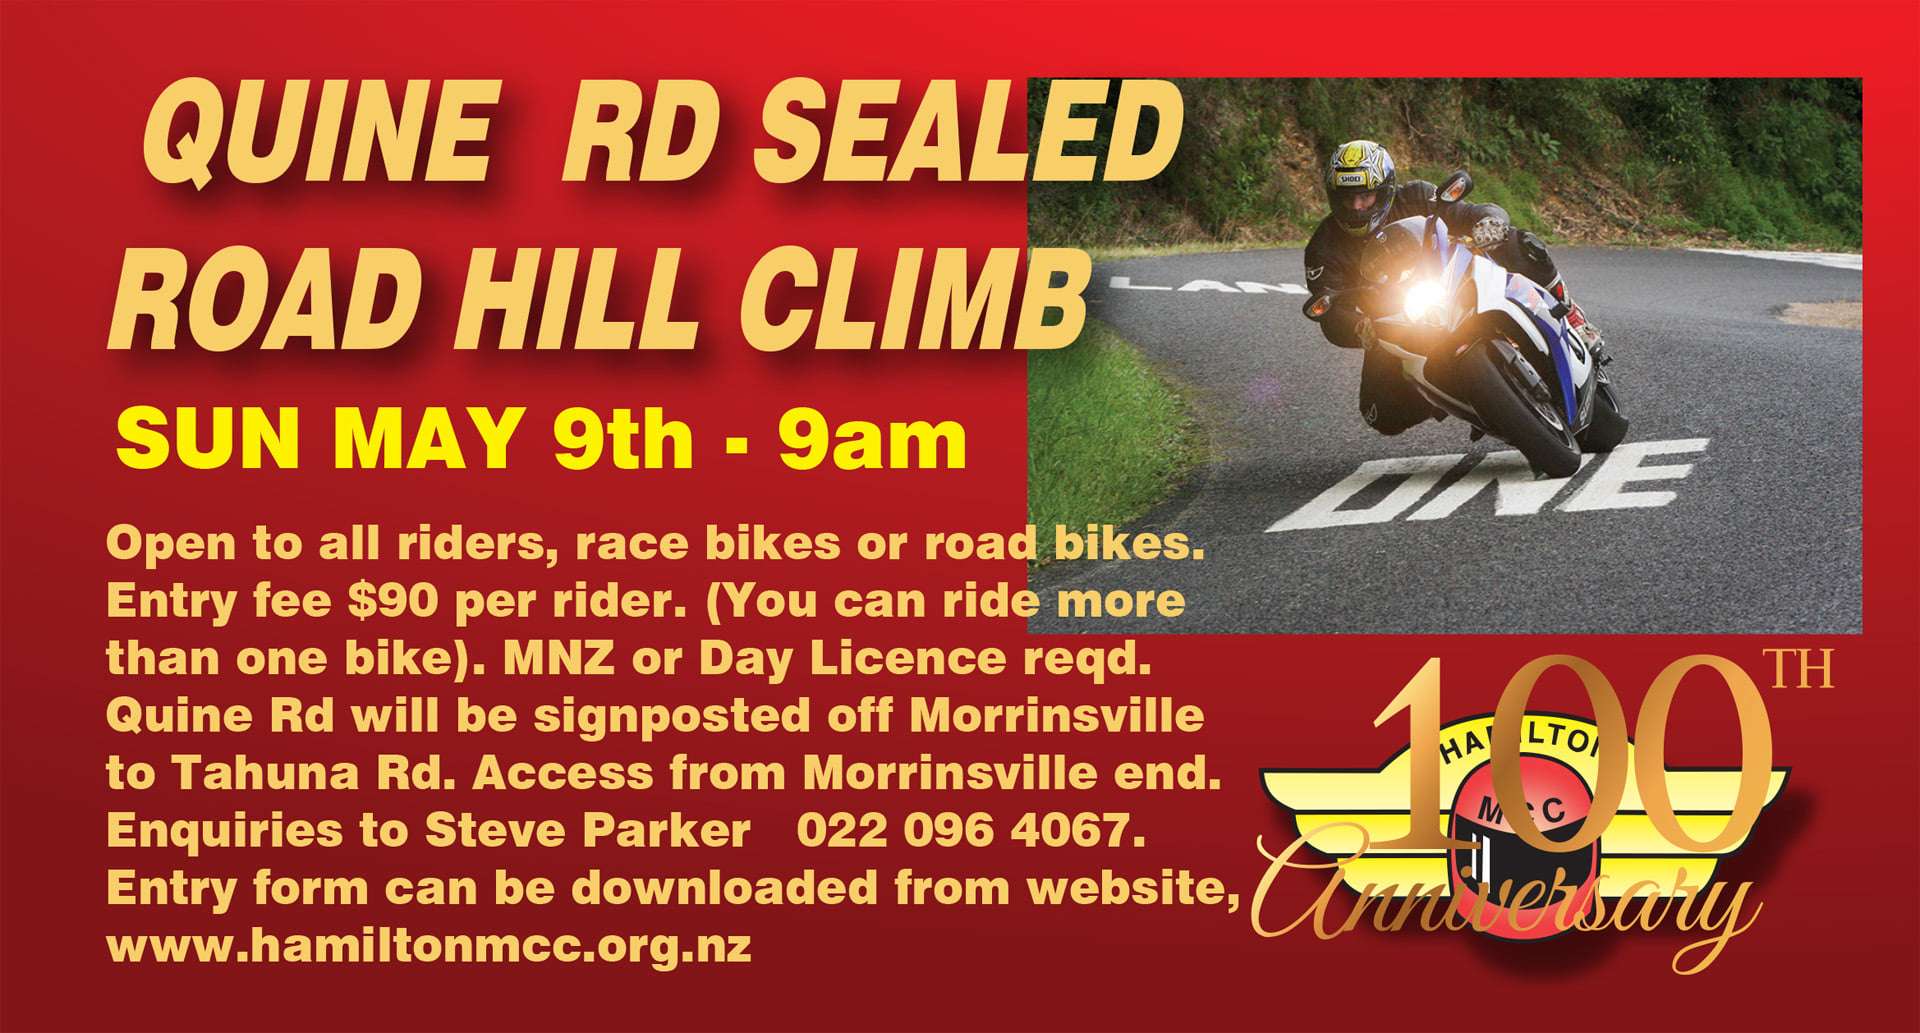 QUINE RD SEALED
ROAD HILL CLIMB
SUN MAY 9th - 9am
Open to all riders, race bikes or road bikes.
Entry fee $90 per rider. (You can ride more
than one bike). MNZ or Day Licence reqd.
Quine Rd will be signposted off Morrinsville
to Tahuna Rd. Access from Morrinsville end.
Enquiries to Steve Parker 022 096 4067.
Entry form can be downloaded from website,
www.hamiltonmcc.org.nz
SHOEI
LAN
ONE
100TH
HAMILTON
McC
Anniversary